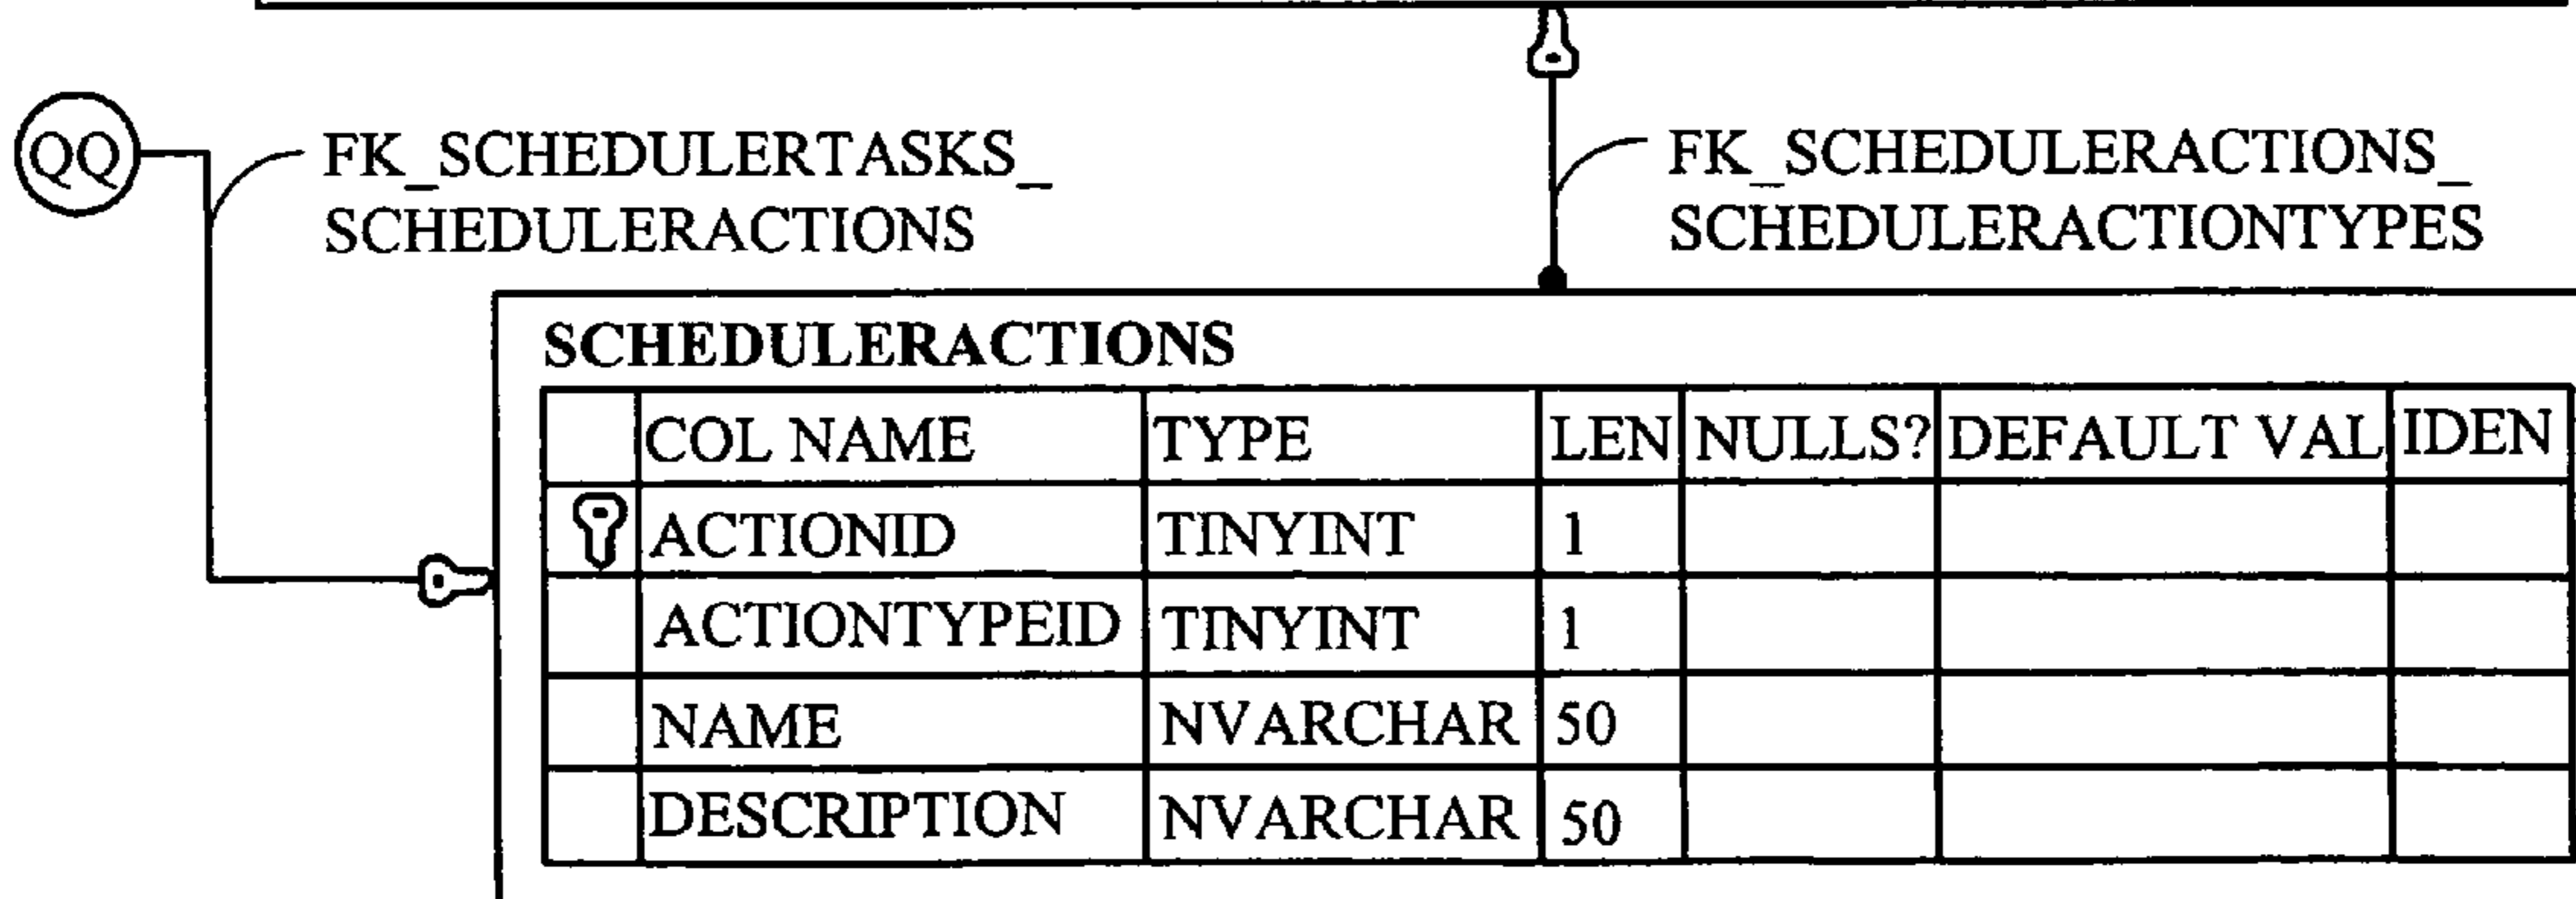 QQ
FK_SCHEDULERTASKS_
SCHEDULERACTIONS
FK_SCHEDULERACTIONS_
SCHEDULERACTIONTYPES
SCHEDULERACTIONS
COL NAME TYPE LEN NULLS? DEFAULT VAL IDEN
ACTIONID TINYINT 1
ACTIONTYPEID TINYINT 1
NAME NVARCHAR 50
DESCRIPTION NVARCHAR 50